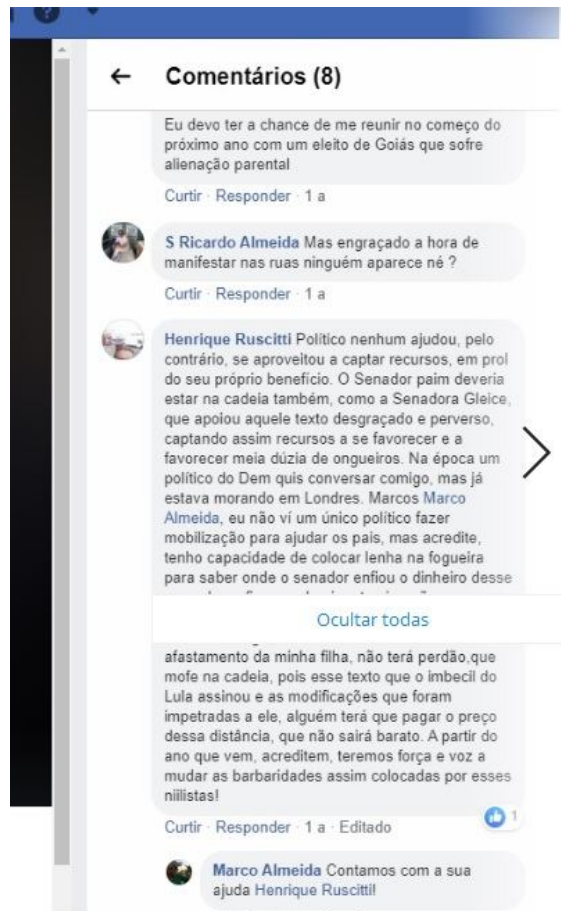 ?
← Comentários (8)
Eu devo ter a chance de me reunir no começo do
próximo ano com um eleito de Goiás que sofre
alienação parental
Curtir · Responder · 1 a
S Ricardo Almeida Mas engraçado a hora de
manifestar nas ruas ninguém aparece né ?
Curtir · Responder · 1 a
Henrique Ruscitti Político nenhum ajudou, pelo
contrário, se aproveitou a captar recursos, em prol
do seu próprio benefício. O Senador paim deveria
estar na cadeia também, como a Senadora Gleice,
que apoiou aquele texto desgraçado e perverso,
captando assim recursos a se favorecer e a
favorecer meia dúzia de ongueiros. Na época um
político do Dem quis conversar comigo, mas já
estava morando em Londres. Marcos Marco
Almeida, eu não ví um único político fazer
mobilização para ajudar os pais, mas acredite,
tenho capacidade de colocar lenha na fogueira
para saber onde o senador enfiou o dinheiro desse
Ocultar todas
afastamento da minha filha, não terá perdão,que
mofe na cadeia, pois esse texto que o imbecil do
Lula assinou e as modificações que foram
impetradas a ele, alguém terá que pagar o preço
dessa distância, que não sairá barato. A partir do
ano que vem, acreditem, teremos força e voz a
mudar as barbaridades assim colocadas por esses
niilistas!
1
Curtir · Responder · 1 a · Editado
Marco Almeida Contamos com a sua
ajuda Henrique Ruscitti!